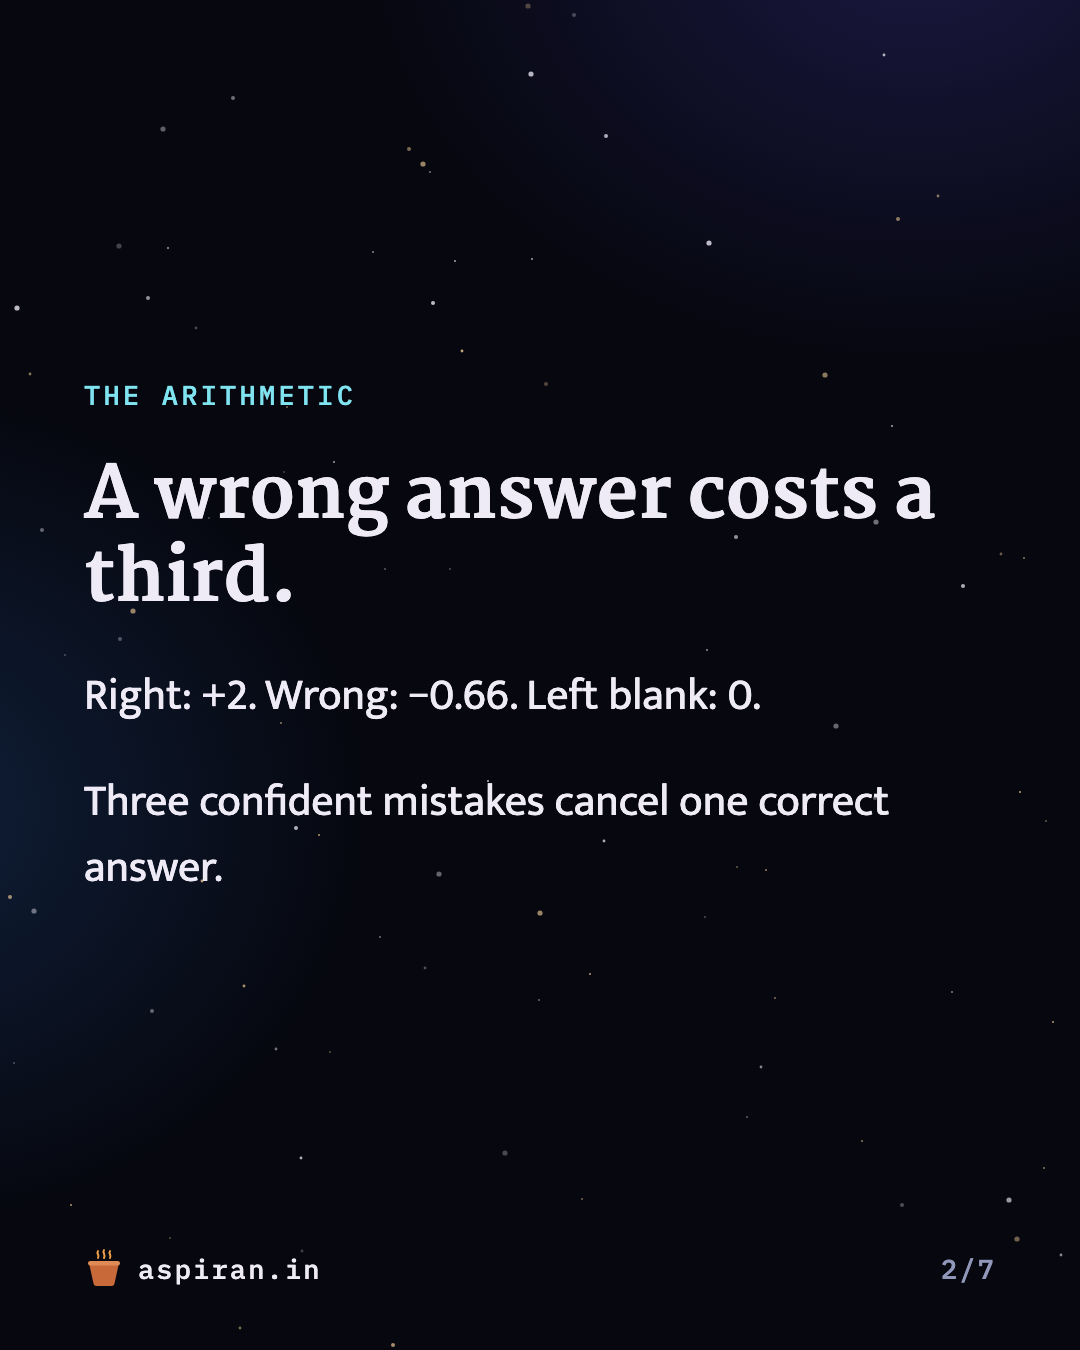 THE ARITHMETIC
A wrong answer costs a
third.
Right: +2. Wrong: −0.66. Left blank: 0.
Three confident mistakes cancel one correct
answer.
aspiran.in
2/7